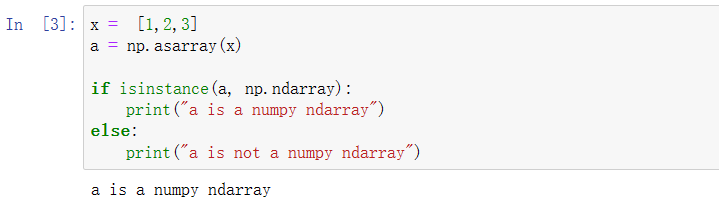 In [3]: x =  [1,2,3]
a = np.asarray(x)
if isinstance(a, np.ndarray):
    print("a is a numpy ndarray")
else:
    print("a is not a numpy ndarray")
a is a numpy ndarray